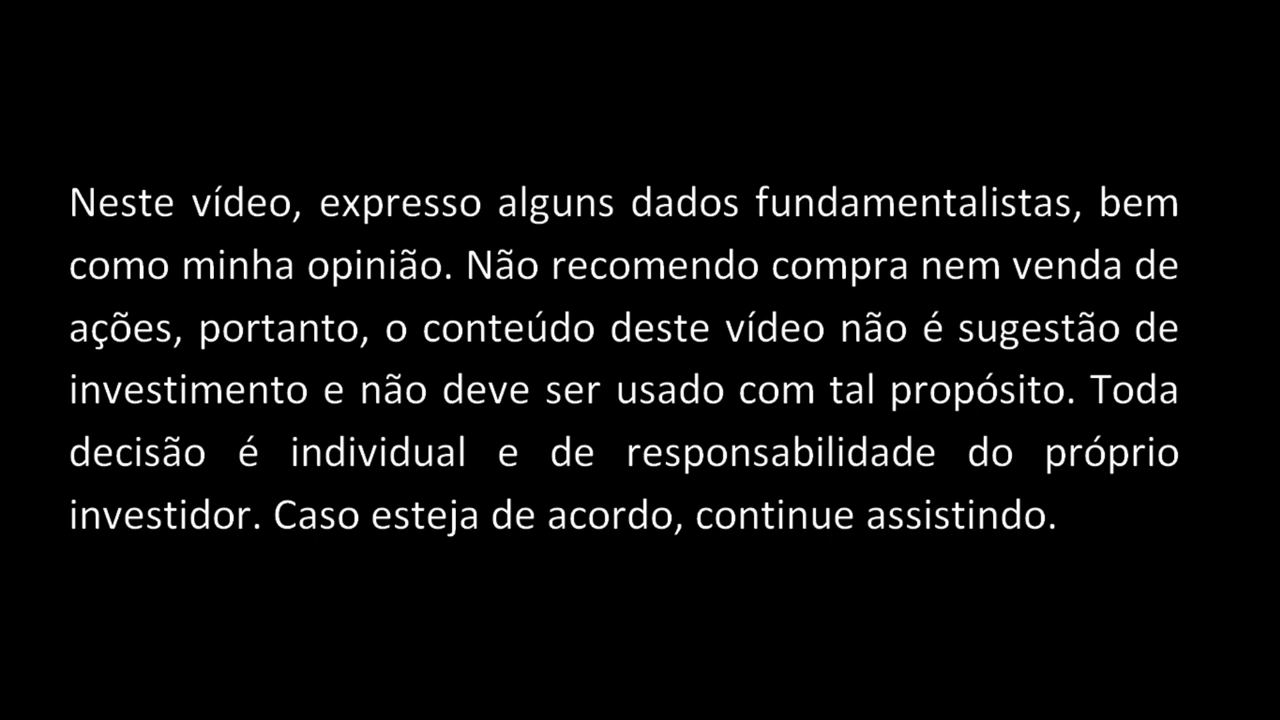 Neste vídeo, expresso alguns dados fundamentalistas, bem
como minha opinião. Não recomendo compra nem venda de
ações, portanto, o conteúdo deste vídeo não é sugestão de
investimento e não deve ser usado com tal propósito. Toda
decisão é individual e de responsabilidade do próprio
investidor. Caso esteja de acordo, continue assistindo.